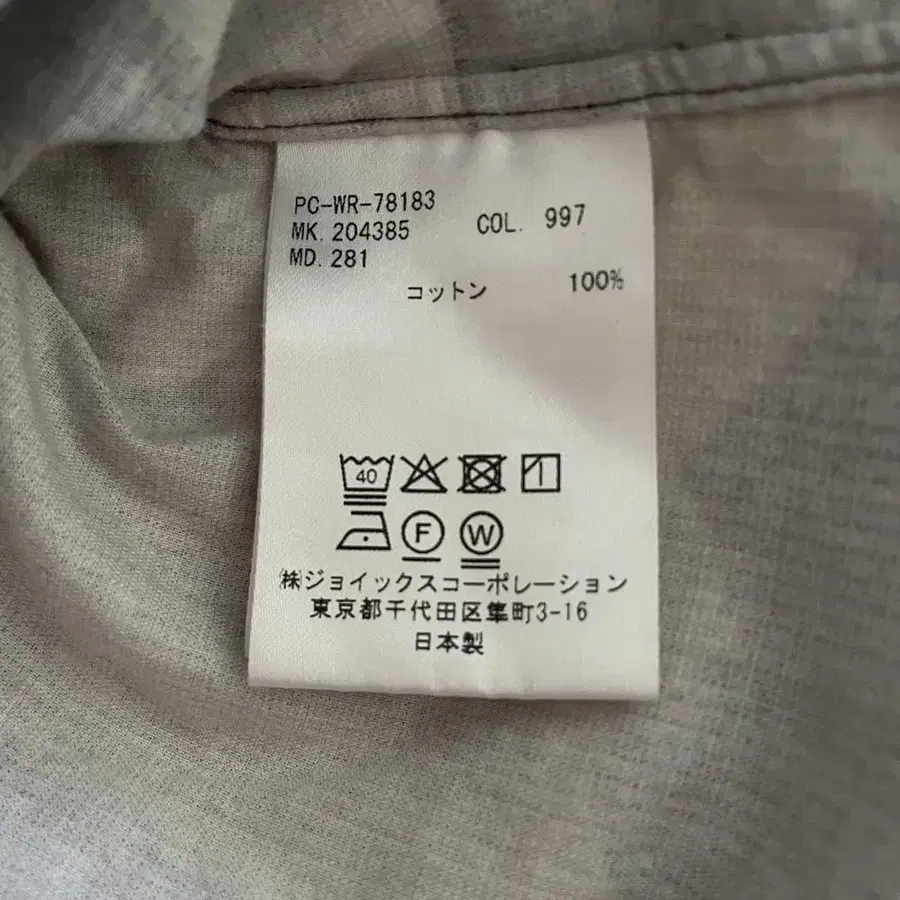 PC-WR-78183
MK. 204385 COL. 997
MD. 281
コットン 100%
40
F W
㈱ジョイックスコーポレーション
東京都千代田区隼町3-16
日本製